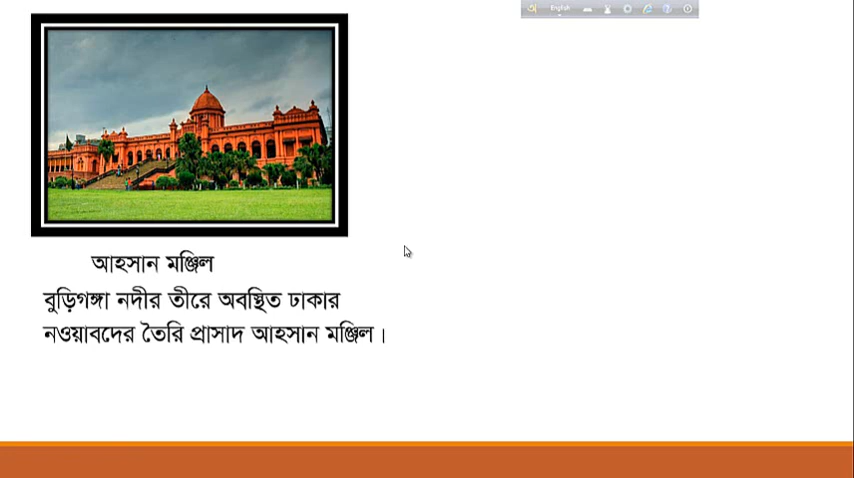 English
আহসান মঞ্জিল
বুড়িগঙ্গা নদীর তীরে অবস্থিত ঢাকার
নওয়াবদের তৈরি প্রাসাদ আহসান মঞ্জিল।